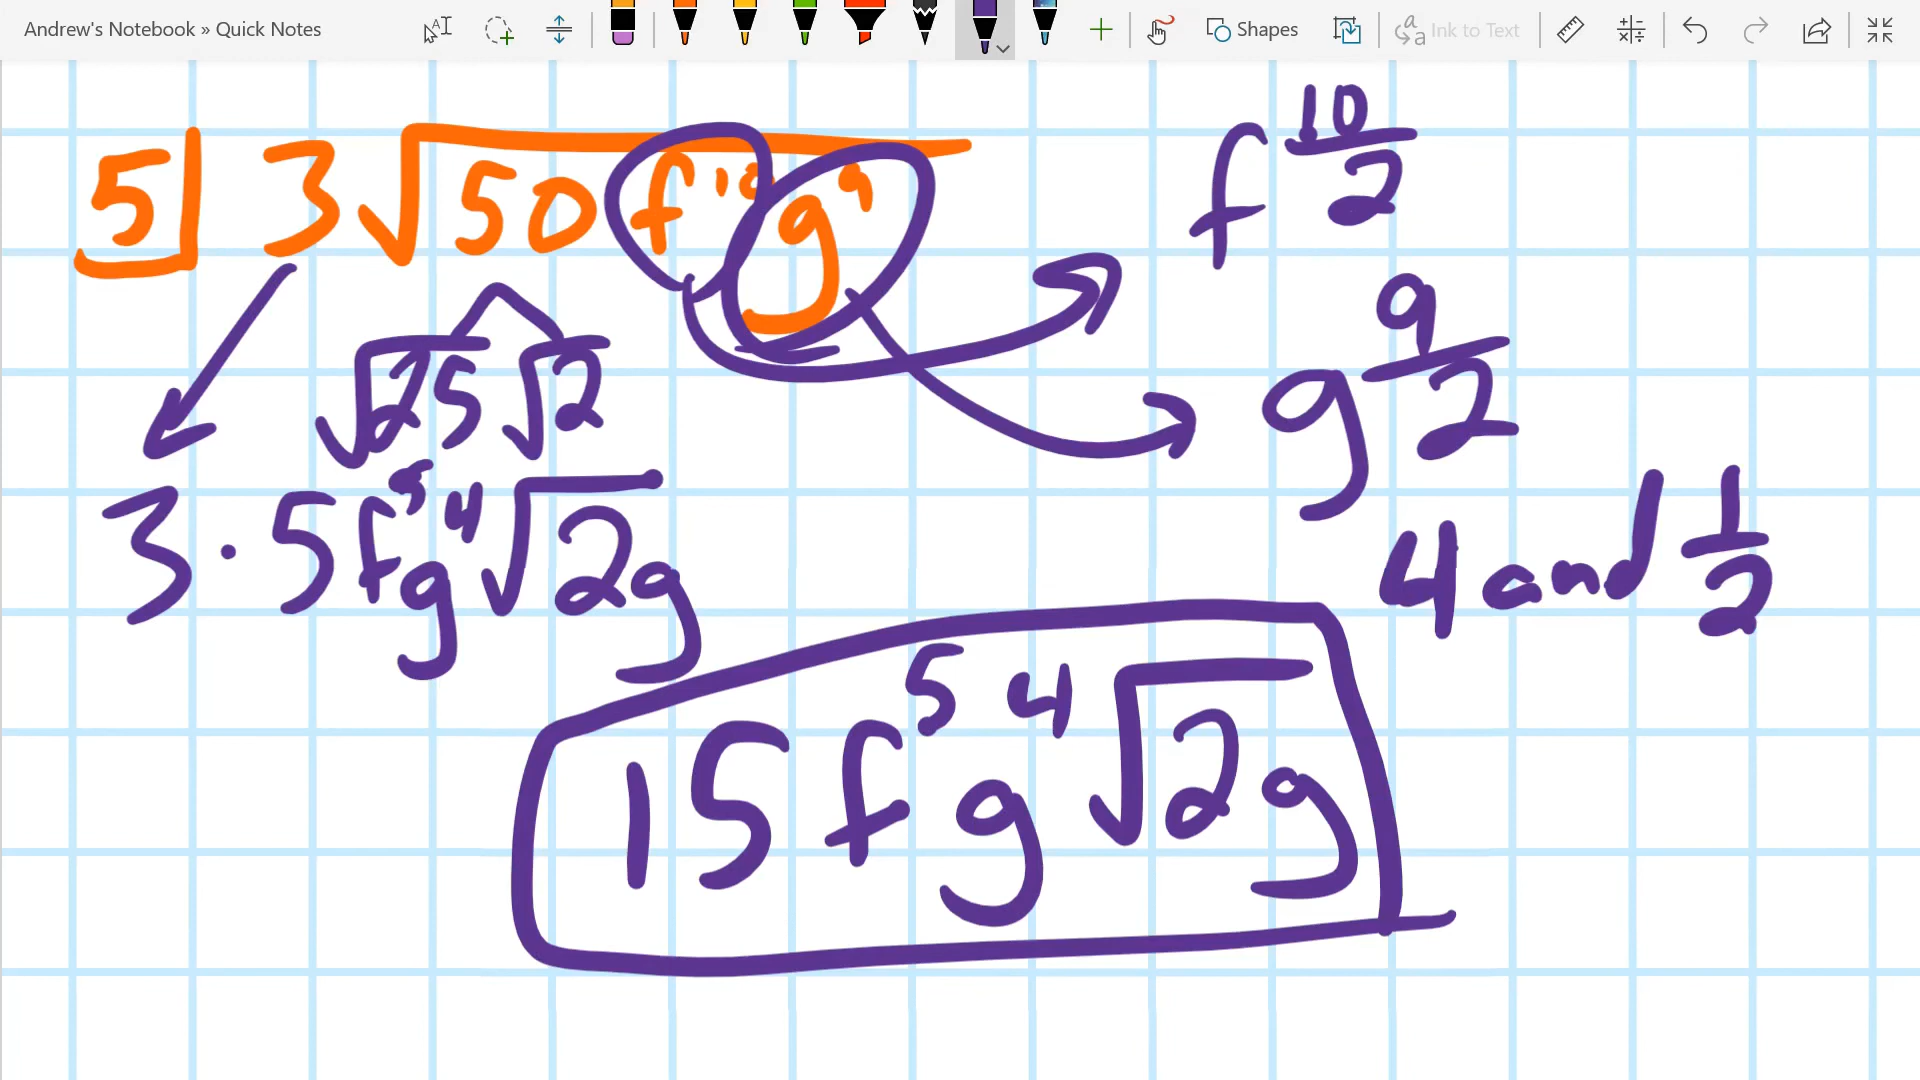 Andrew's Notebook » Quick Notes
Shapes
Ink to Text
5| 3√50f¹⁰g⁹
f^10/2
g^9/2
√25 √2
3 · 5f⁵g⁴√2g
4 and 1/2
15f⁵g⁴√2g